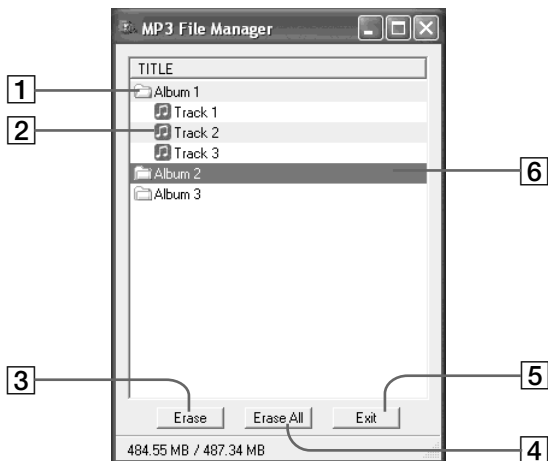 MP3 File Manager
TITLE
1
Album 1
Track 1
2
Track 2
Track 3
Album 2
6
Album 3
3
5
Erase
Erase All
Exit
484.55 MB / 487.34 MB
4